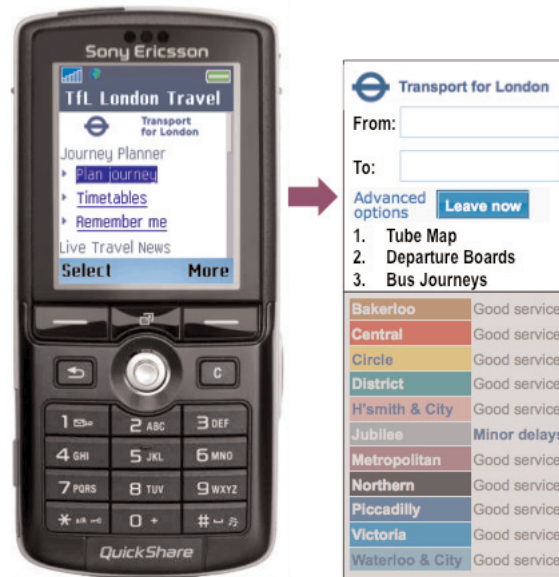 Sony Ericsson
TfL London Travel
Transport
for London
Journey Planner
Plan journey
Timetables
Remember me
Live Travel News
Select More
C
1
2 ABC 3 DEF
4 GHI 5 JKL 6 MNO
7 PQRS 8 TUV 9 WXYZ
* a/A 0 + #
QuickShare
Transport for London
From:
To:
Advanced
options
Leave now
1. Tube Map
2. Departure Boards
3. Bus Journeys
Bakerloo Good service
Central Good service
Circle Good service
District Good service
H'smith & City Good service
Jubilee Minor delays
Metropolitan Good service
Northern Good service
Piccadilly Good service
Victoria Good service
Waterloo & City Good service